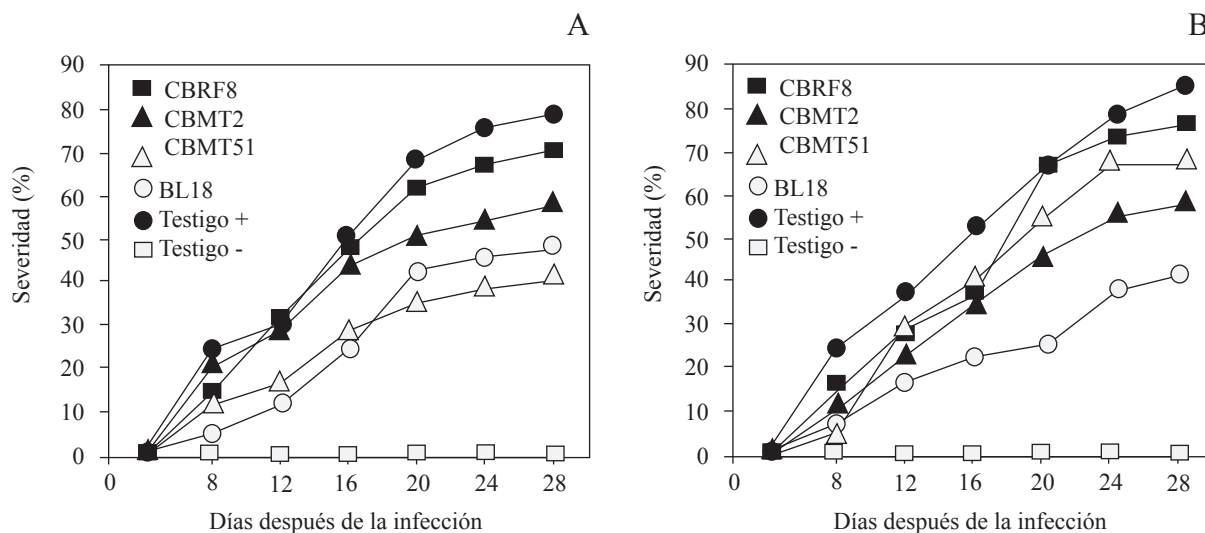 A
90
80
70
60
50
40
30
20
10
0
Severidad (%)
CBRF8
CBMT2
CBMT51
BL18
Testigo +
Testigo -
0 8 12 16 20 24 28
Días después de la infección
B
90
80
70
60
50
40
30
20
10
0
Severidad (%)
CBRF8
CBMT2
CBMT51
BL18
Testigo +
Testigo -
0 8 12 16 20 24 28
Días después de la infección